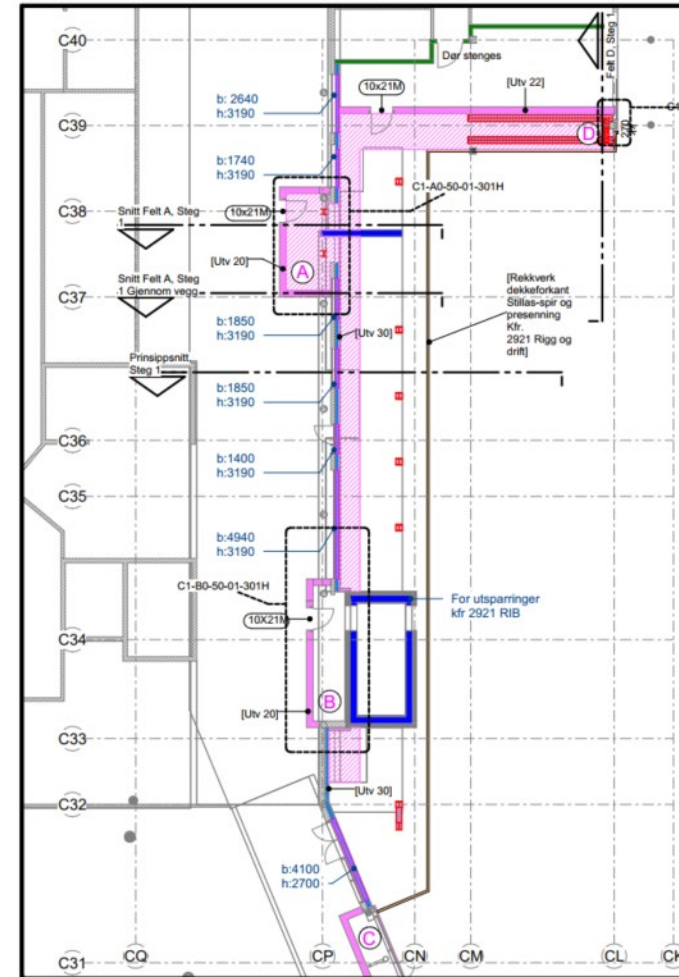 C40
Dør stenges
Felt D, Steg 1
10x21M
[Utv 22]
b: 2640
h:3190
C39
D
270
C1
b:1740
h:3190
C1-A0-50-01-301H
C38
Snitt Felt A, Steg
1
10x21M
[Utv 20]
A
C37
Snitt Felt A, Steg
1 Gjennom vegg
[Rekkverk
dekkeforkant
Stillas-spir og
presenning
Kfr.
2921 Rigg og
drift]
b:1850
h:3190
[Utv 30]
Prinsippsnitt
Steg 1
b:1850
h:3190
C36
b:1400
h:3190
C35
b:4940
h:3190
C1-B0-50-01-301H
For utsparringer
kfr 2921 RIB
10X21M
C34
B
[Utv 20]
C33
[Utv 30]
C32
b:4100
h:2700
C
C31
CQ
CP
CN
CM
CL
CK